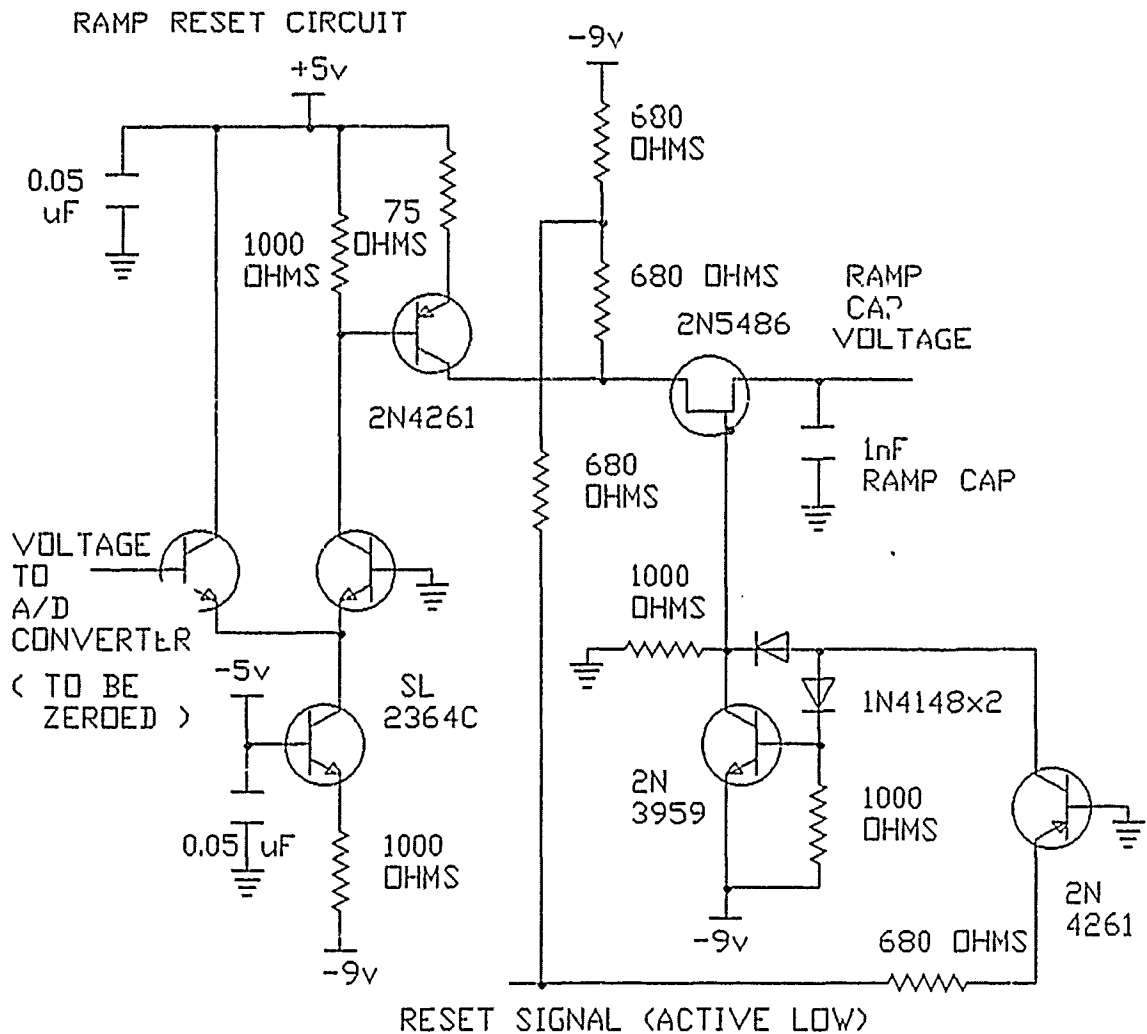 RAMP RESET CIRCUIT
+5v
-9v
0.05
uF
1000
OHMS
75
OHMS
680
OHMS
680 OHMS
2N5486
RAMP
CAP
VOLTAGE
2N4261
680
OHMS
1nF
RAMP CAP
VOLTAGE
TO
A/D
CONVERTER
( TO BE
ZEROED )
-5v
SL
2364C
1000
OHMS
1N4148x2
2N
3959
1000
OHMS
0.05 uF
1000
OHMS
-9v
-9v
2N
4261
680 OHMS
RESET SIGNAL (ACTIVE LOW)